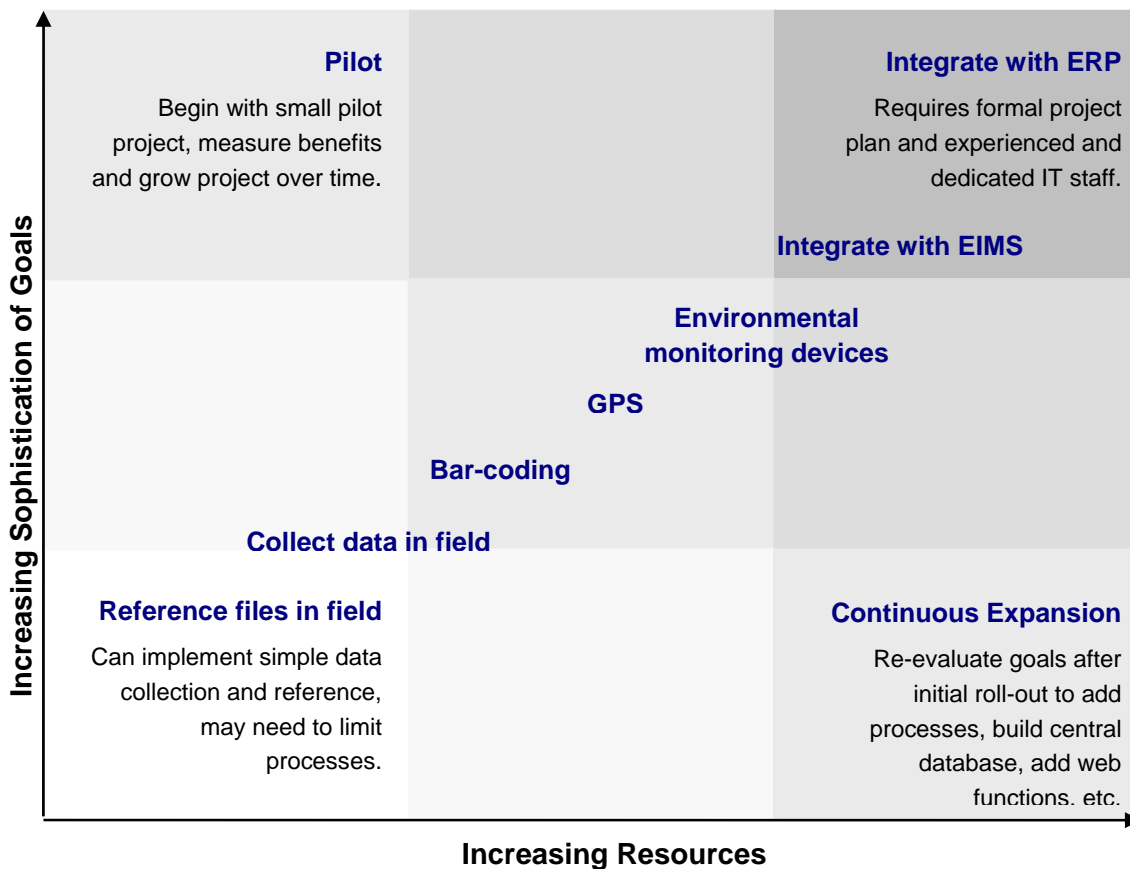 Increasing Sophistication of Goals
Pilot
Begin with small pilot
project, measure benefits
and grow project over time.
Integrate with ERP
Requires formal project
plan and experienced and
dedicated IT staff.
Integrate with EIMS
Environmental
monitoring devices
GPS
Bar-coding
Collect data in field
Reference files in field
Can implement simple data
collection and reference,
may need to limit
processes.
Continuous Expansion
Re-evaluate goals after
initial roll-out to add
processes, build central
database, add web
functions, etc.
Increasing Resources